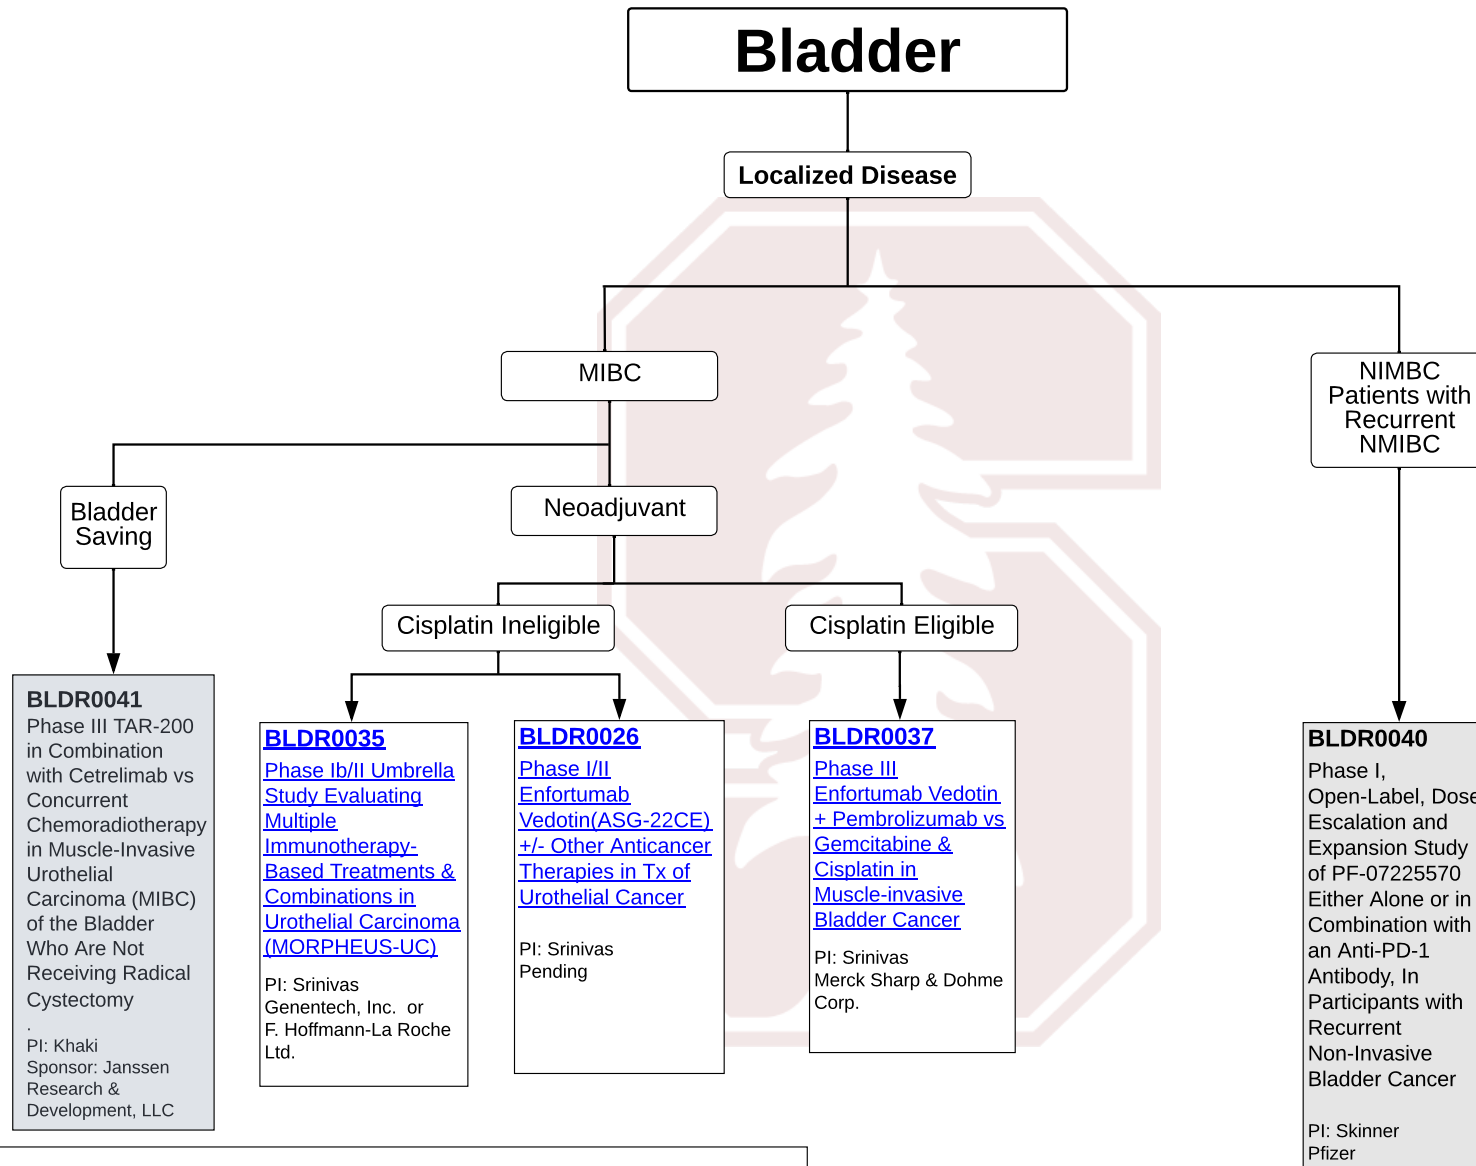 Bladder
Localized Disease
MIBC
NIMBC
Patients with
Recurrent
NMIBC
Bladder
Saving
Neoadjuvant
Cisplatin Ineligible
Cisplatin Eligible
BLDR0041
Phase III TAR-200
in Combination
with Cetrelimab vs
Concurrent
Chemoradiotherapy
in Muscle-Invasive
Urothelial
Carcinoma (MIBC)
of the Bladder
Who Are Not
Receiving Radical
Cystectomy
.
PI: Khaki
Sponsor: Janssen
Research &
Development, LLC
BLDR0035
Phase Ib/II Umbrella
Study Evaluating
Multiple
Immunotherapy-
Based Treatments &
Combinations in
Urothelial Carcinoma
(MORPHEUS-UC)
PI: Srinivas
Genentech, Inc.  or
F. Hoffmann-La Roche
Ltd.
BLDR0026
Phase I/II
Enfortumab
Vedotin(ASG-22CE)
+/- Other Anticancer
Therapies in Tx of
Urothelial Cancer
PI: Srinivas
Pending
BLDR0037
Phase III
Enfortumab Vedotin
+ Pembrolizumab vs
Gemcitabine &
Cisplatin in
Muscle-invasive
Bladder Cancer
PI: Srinivas
Merck Sharp & Dohme
Corp.
BLDR0040
Phase I,
Open-Label, Dose
Escalation and
Expansion Study
of PF-07225570
Either Alone or in
Combination with
an Anti-PD-1
Antibody, In
Participants with
Recurrent
Non-Invasive
Bladder Cancer
PI: Skinner
Pfizer